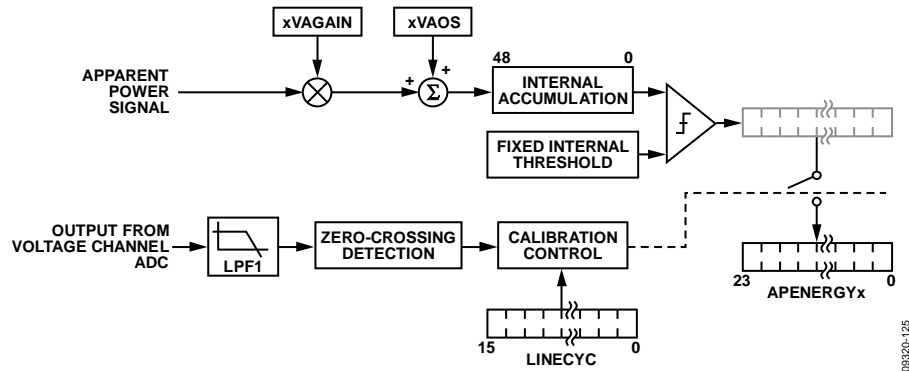 xVAGAIN
xVAOS
48
0
APPARENT
POWER
SIGNAL
+
+
Σ
INTERNAL
ACCUMULATION
FIXED INTERNAL
THRESHOLD
OUTPUT FROM
VOLTAGE CHANNEL
ADC
LPF1
ZERO-CROSSING
DETECTION
CALIBRATION
CONTROL
23
0
APENERGYx
15
0
LINECYC
09320-125